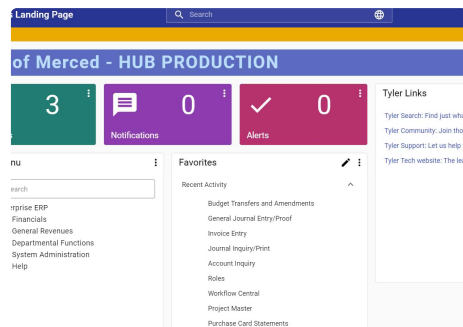 s Landing Page
Search
of Merced - HUB PRODUCTION
3
s
0
Notifications
0
Alerts
Tyler Links
Tyler Search: Find just wha
Tyler Community: Join tho
Tyler Support: Let us help
Tyler Tech website: The lea
nu
earch
erprise ERP
Financials
General Revenues
Departmental Functions
System Administration
Help
Favorites
Recent Activity
Budget Transfers and Amendments
General Journal Entry/Proof
Invoice Entry
Journal Inquiry/Print
Account Inquiry
Roles
Workflow Central
Project Master
Purchase Card Statements